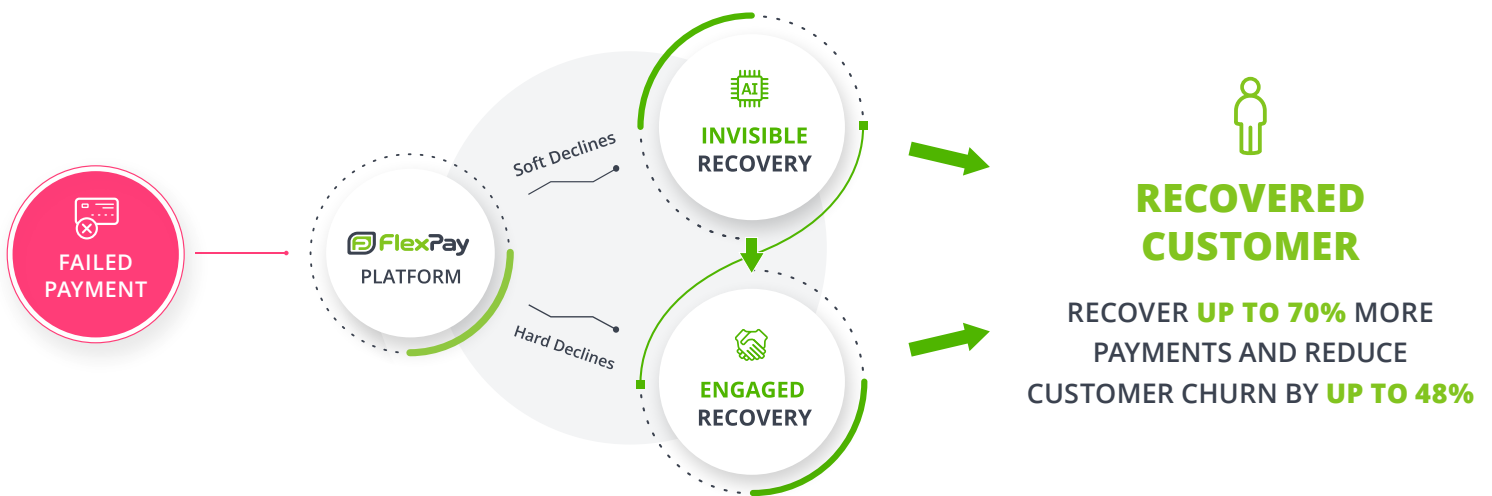 FAILED
PAYMENT
FlexPay
PLATFORM
Soft Declines
Hard Declines
AI
INVISIBLE
RECOVERY
ENGAGED
RECOVERY
RECOVERED
CUSTOMER
RECOVER UP TO 70% MORE
PAYMENTS AND REDUCE
CUSTOMER CHURN BY UP TO 48%